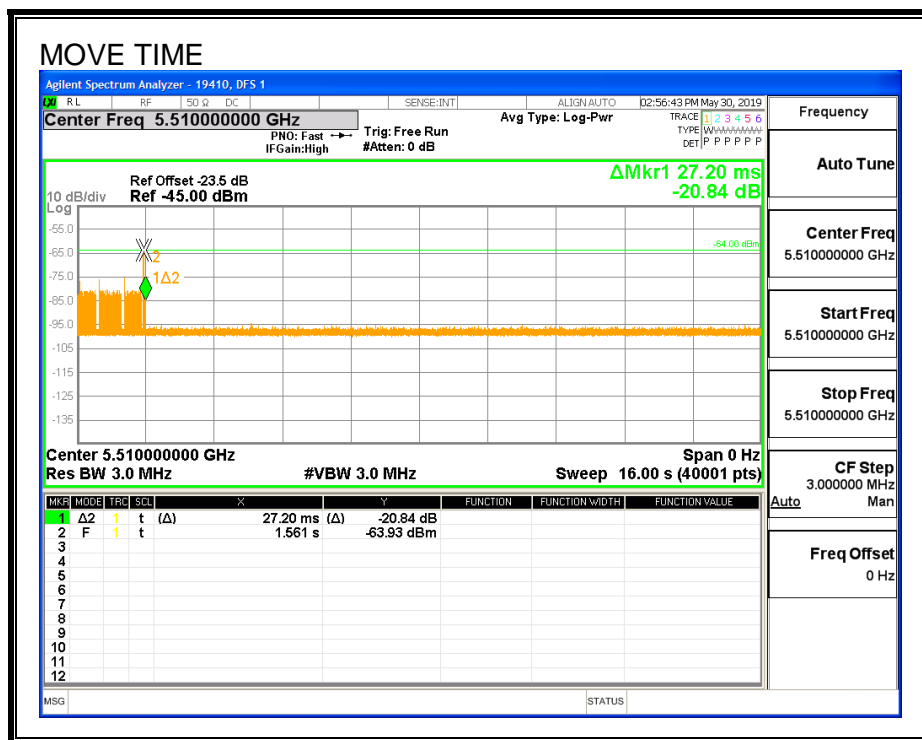 MOVE TIME
Agilent Spectrum Analyzer - 19410, DFS 1
LXI RL RF 50 Ω DC SENSE:INT ALIGN AUTO 02:56:43 PM May 30, 2019
Center Freq 5.510000000 GHz Avg Type: Log-Pwr TRACE 1 2 3 4 5 6
PNO: Fast Trig: Free Run TYPE WWWWWW
IFGain:High #Atten: 0 dB DET P P P P P P
Frequency
Auto Tune
Center Freq
5.510000000 GHz
Start Freq
5.510000000 GHz
Stop Freq
5.510000000 GHz
CF Step
3.000000 MHz
Auto Man
Freq Offset
0 Hz
ΔMkr1 27.20 ms
-20.84 dB
Ref Offset -23.5 dB
10 dB/div Ref -45.00 dBm
Log
-55.0
-64.00 dBm
-65.0
2
-75.0
1Δ2
-85.0
-95.0
-105
-115
-125
-135
Center 5.510000000 GHz Span 0 Hz
Res BW 3.0 MHz #VBW 3.0 MHz Sweep 16.00 s (40001 pts)
MKR MODE TRC SCL X Y FUNCTION FUNCTION WIDTH FUNCTION VALUE
1 Δ2 1 t (Δ) 27.20 ms (Δ) -20.84 dB
2 F 1 t 1.561 s -63.93 dBm
3
4
5
6
7
8
9
10
11
12
MSG STATUS